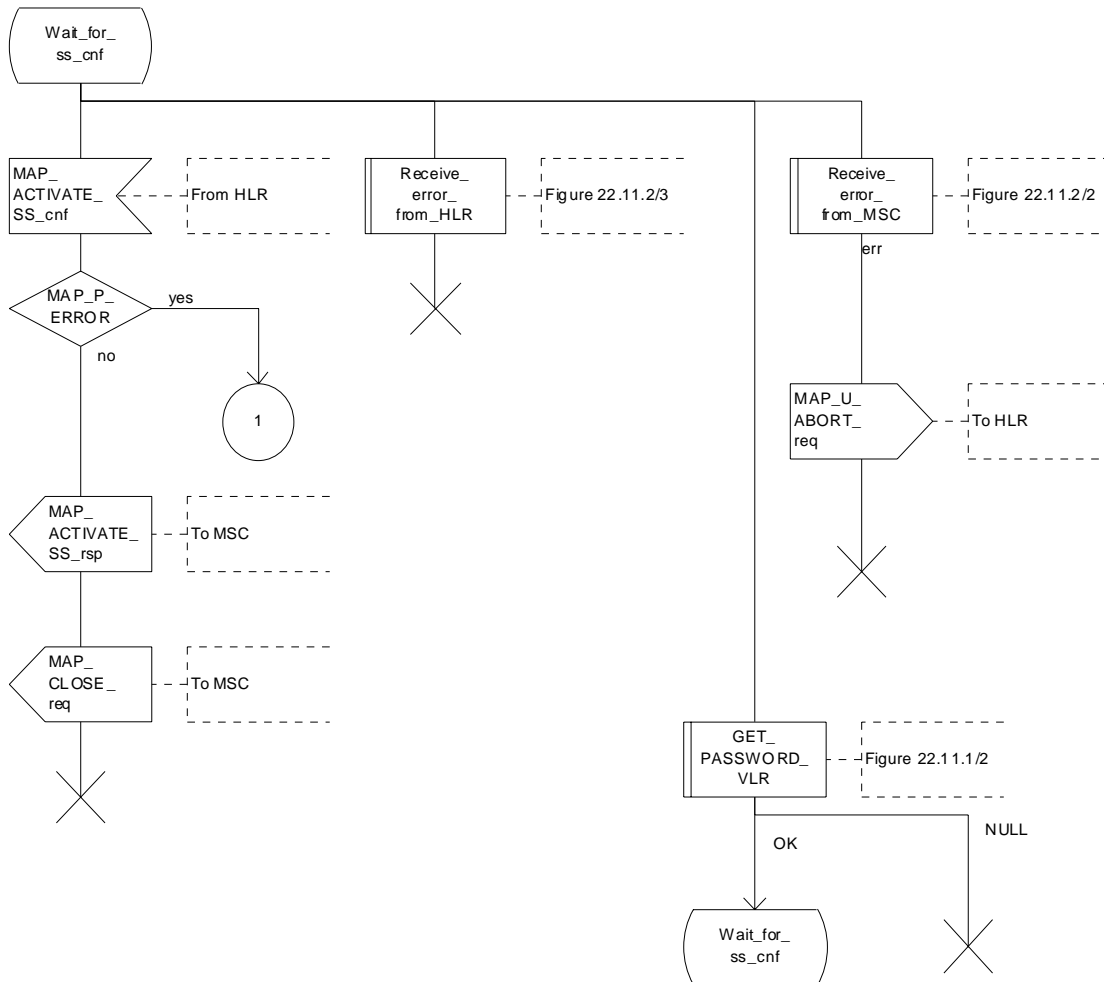 Wait_for_
ss_cnf
MAP_
ACTIVATE_
SS_cnf
From HLR
Receive_
error_
from_HLR
Figure 22.11.2/3
Receive_
error_
from_MSC
Figure 22.11.2/2
err
MAP_P_
ERROR
yes
no
1
MAP_U_
ABORT_
req
To HLR
MAP_
ACTIVATE_
SS_rsp
To MSC
MAP_
CLOSE_
req
To MSC
GET_
PASSWORD_
VLR
Figure 22.11.1/2
OK
NULL
Wait_for_
ss_cnf